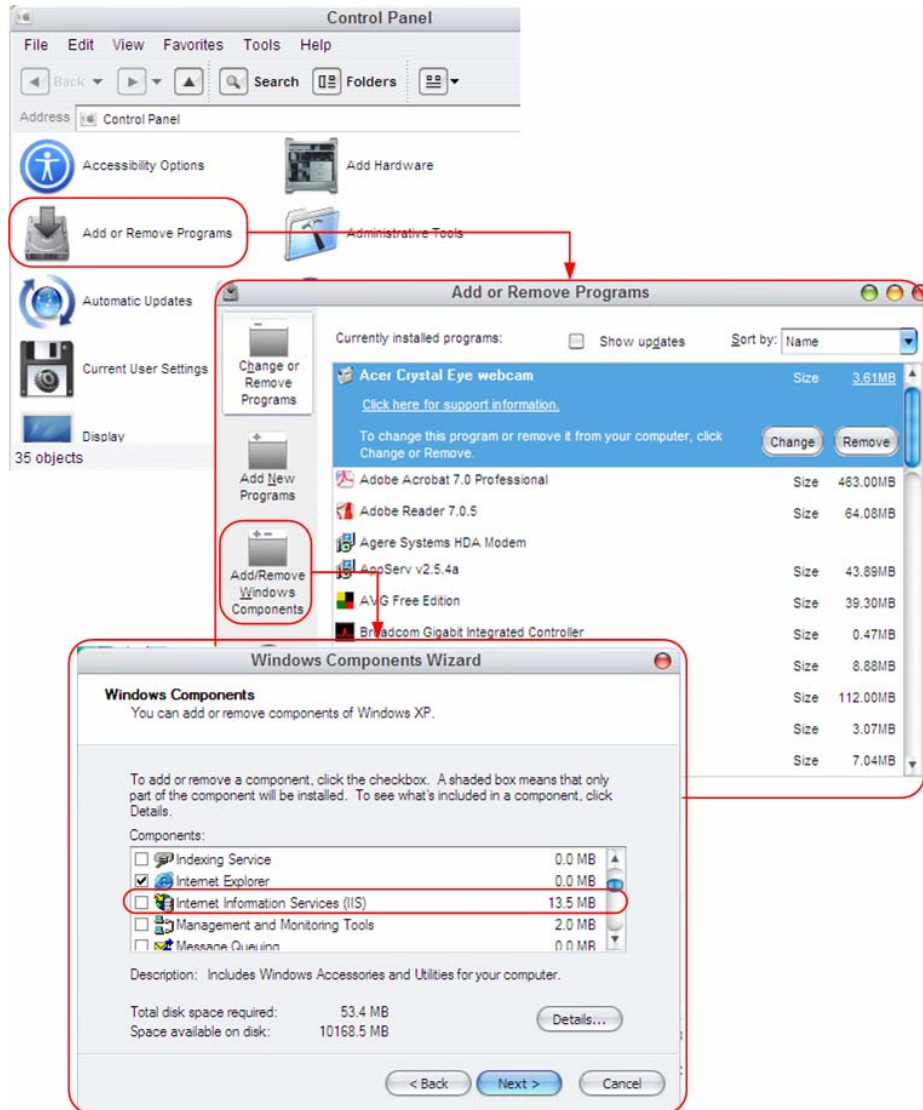 Control Panel
File Edit View Favorites Tools Help
Back Search Folders
Address Control Panel
Accessibility Options Add Hardware
Add or Remove Programs Administrative Tools
Automatic Updates
Current User Settings
Display
35 objects
Add or Remove Programs
Change or
Remove
Programs
Add New
Programs
Add/Remove
Windows
Components
Currently installed programs: Show updates Sort by: Name
Acer Crystal Eye webcam Size 3.61MB
Click here for support information.
To change this program or remove it from your computer, click
Change or Remove.
Change Remove
Adobe Acrobat 7.0 Professional Size 463.00MB
Adobe Reader 7.0.5 Size 64.08MB
Agere Systems HDA Modem
AppServ v2.5.4a Size 43.89MB
AVG Free Edition Size 39.30MB
Broadcom Gigabit Integrated Controller Size 0.47MB
Size 8.88MB
Size 112.00MB
Size 3.07MB
Size 7.04MB
Windows Components Wizard
Windows Components
You can add or remove components of Windows XP.
To add or remove a component, click the checkbox. A shaded box means that only
part of the component will be installed. To see what's included in a component, click
Details.
Components:
Indexing Service 0.0 MB
Internet Explorer 0.0 MB
Internet Information Services (IIS) 13.5 MB
Management and Monitoring Tools 2.0 MB
Message Queuing 0.0 MB
Description: Includes Windows Accessories and Utilities for your computer.
Total disk space required: 53.4 MB
Space available on disk: 10168.5 MB
Details...
< Back Next > Cancel